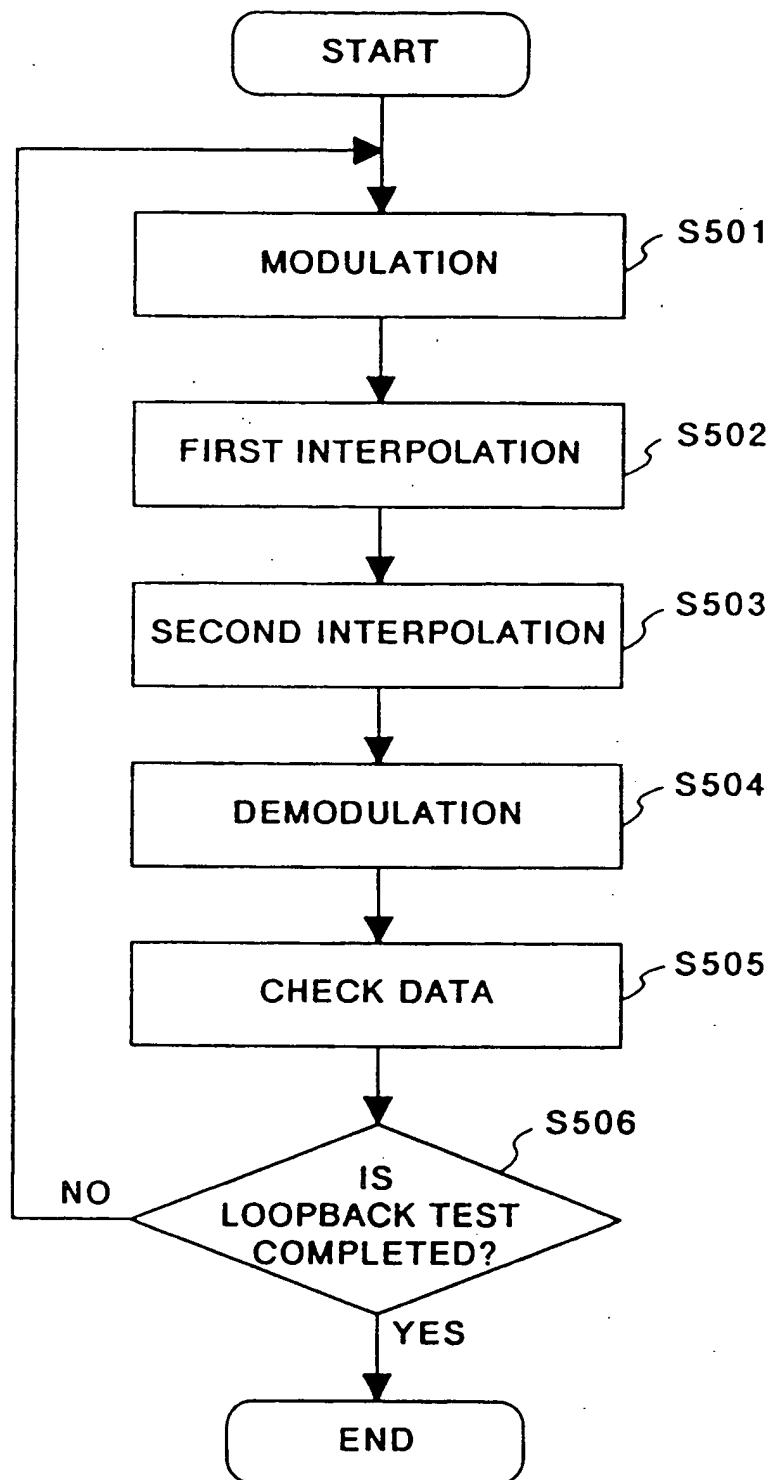 START
MODULATION
S501
FIRST INTERPOLATION
S502
SECOND INTERPOLATION
S503
DEMODULATION
S504
CHECK DATA
S505
S506
IS
LOOPBACK TEST
COMPLETED?
NO
YES
END